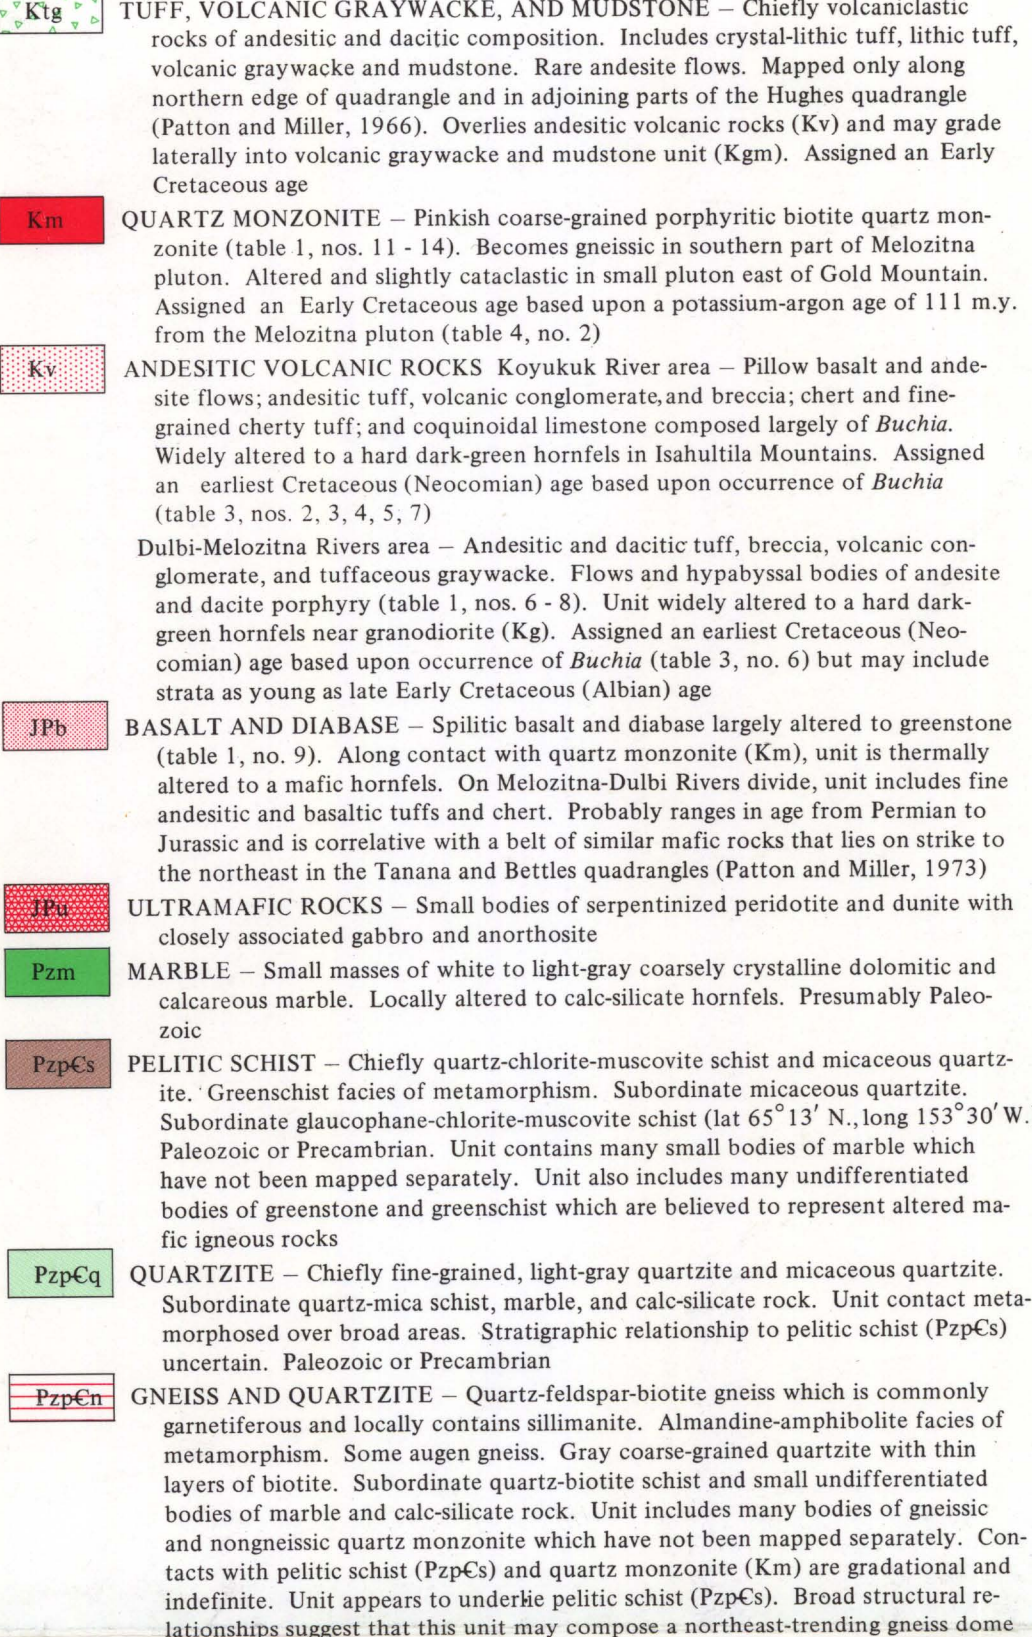 Ktg TUFF, VOLCANIC GRAYWACKE, AND MUDSTONE – Chiefly volcaniclastic
rocks of andesitic and dacitic composition. Includes crystal-lithic tuff, lithic tuff,
volcanic graywacke and mudstone. Rare andesite flows. Mapped only along
northern edge of quadrangle and in adjoining parts of the Hughes quadrangle
(Patton and Miller, 1966). Overlies andesitic volcanic rocks (Kv) and may grade
laterally into volcanic graywacke and mudstone unit (Kgm). Assigned an Early
Cretaceous age
Km QUARTZ MONZONITE – Pinkish coarse-grained porphyritic biotite quartz mon-
zonite (table 1, nos. 11 - 14). Becomes gneissic in southern part of Melozitna
pluton. Altered and slightly cataclastic in small pluton east of Gold Mountain.
Assigned an Early Cretaceous age based upon a potassium-argon age of 111 m.y.
from the Melozitna pluton (table 4, no. 2)
Kv ANDESITIC VOLCANIC ROCKS Koyukuk River area – Pillow basalt and ande-
site flows; andesitic tuff, volcanic conglomerate, and breccia; chert and fine-
grained cherty tuff; and coquinoidal limestone composed largely of Buchia.
Widely altered to a hard dark-green hornfels in Isahultila Mountains. Assigned
an earliest Cretaceous (Neocomian) age based upon occurrence of Buchia
(table 3, nos. 2, 3, 4, 5, 7)
Dulbi-Melozitna Rivers area – Andesitic and dacitic tuff, breccia, volcanic con-
glomerate, and tuffaceous graywacke. Flows and hypabyssal bodies of andesite
and dacite porphyry (table 1, nos. 6 - 8). Unit widely altered to a hard dark-
green hornfels near granodiorite (Kg). Assigned an earliest Cretaceous (Neo-
comian) age based upon occurrence of Buchia (table 3, no. 6) but may include
strata as young as late Early Cretaceous (Albian) age
JPb BASALT AND DIABASE – Spilitic basalt and diabase largely altered to greenstone
(table 1, no. 9). Along contact with quartz monzonite (Km), unit is thermally
altered to a mafic hornfels. On Melozitna-Dulbi Rivers divide, unit includes fine
andesitic and basaltic tuffs and chert. Probably ranges in age from Permian to
Jurassic and is correlative with a belt of similar mafic rocks that lies on strike to
the northeast in the Tanana and Bettles quadrangles (Patton and Miller, 1973)
JPu ULTRAMAFIC ROCKS – Small bodies of serpentinized peridotite and dunite with
closely associated gabbro and anorthosite
Pzm MARBLE – Small masses of white to light-gray coarsely crystalline dolomitic and
calcareous marble. Locally altered to calc-silicate hornfels. Presumably Paleo-
zoic
Pzp€s PELITIC SCHIST – Chiefly quartz-chlorite-muscovite schist and micaceous quartz-
ite. Greenschist facies of metamorphism. Subordinate micaceous quartzite.
Subordinate glaucophane-chlorite-muscovite schist (lat 65°13′ N., long 153°30′ W.
Paleozoic or Precambrian. Unit contains many small bodies of marble which
have not been mapped separately. Unit also includes many undifferentiated
bodies of greenstone and greenschist which are believed to represent altered ma-
fic igneous rocks
Pzp€q QUARTZITE – Chiefly fine-grained, light-gray quartzite and micaceous quartzite.
Subordinate quartz-mica schist, marble, and calc-silicate rock. Unit contact meta-
morphosed over broad areas. Stratigraphic relationship to pelitic schist (Pzp€s)
uncertain. Paleozoic or Precambrian
Pzp€n GNEISS AND QUARTZITE – Quartz-feldspar-biotite gneiss which is commonly
garnetiferous and locally contains sillimanite. Almandine-amphibolite facies of
metamorphism. Some augen gneiss. Gray coarse-grained quartzite with thin
layers of biotite. Subordinate quartz-biotite schist and small undifferentiated
bodies of marble and calc-silicate rock. Unit includes many bodies of gneissic
and nongneissic quartz monzonite which have not been mapped separately. Con-
tacts with pelitic schist (Pzp€s) and quartz monzonite (Km) are gradational and
indefinite. Unit appears to underlie pelitic schist (Pzp€s). Broad structural re-
lationships suggest that this unit may compose a northeast-trending gneiss dome